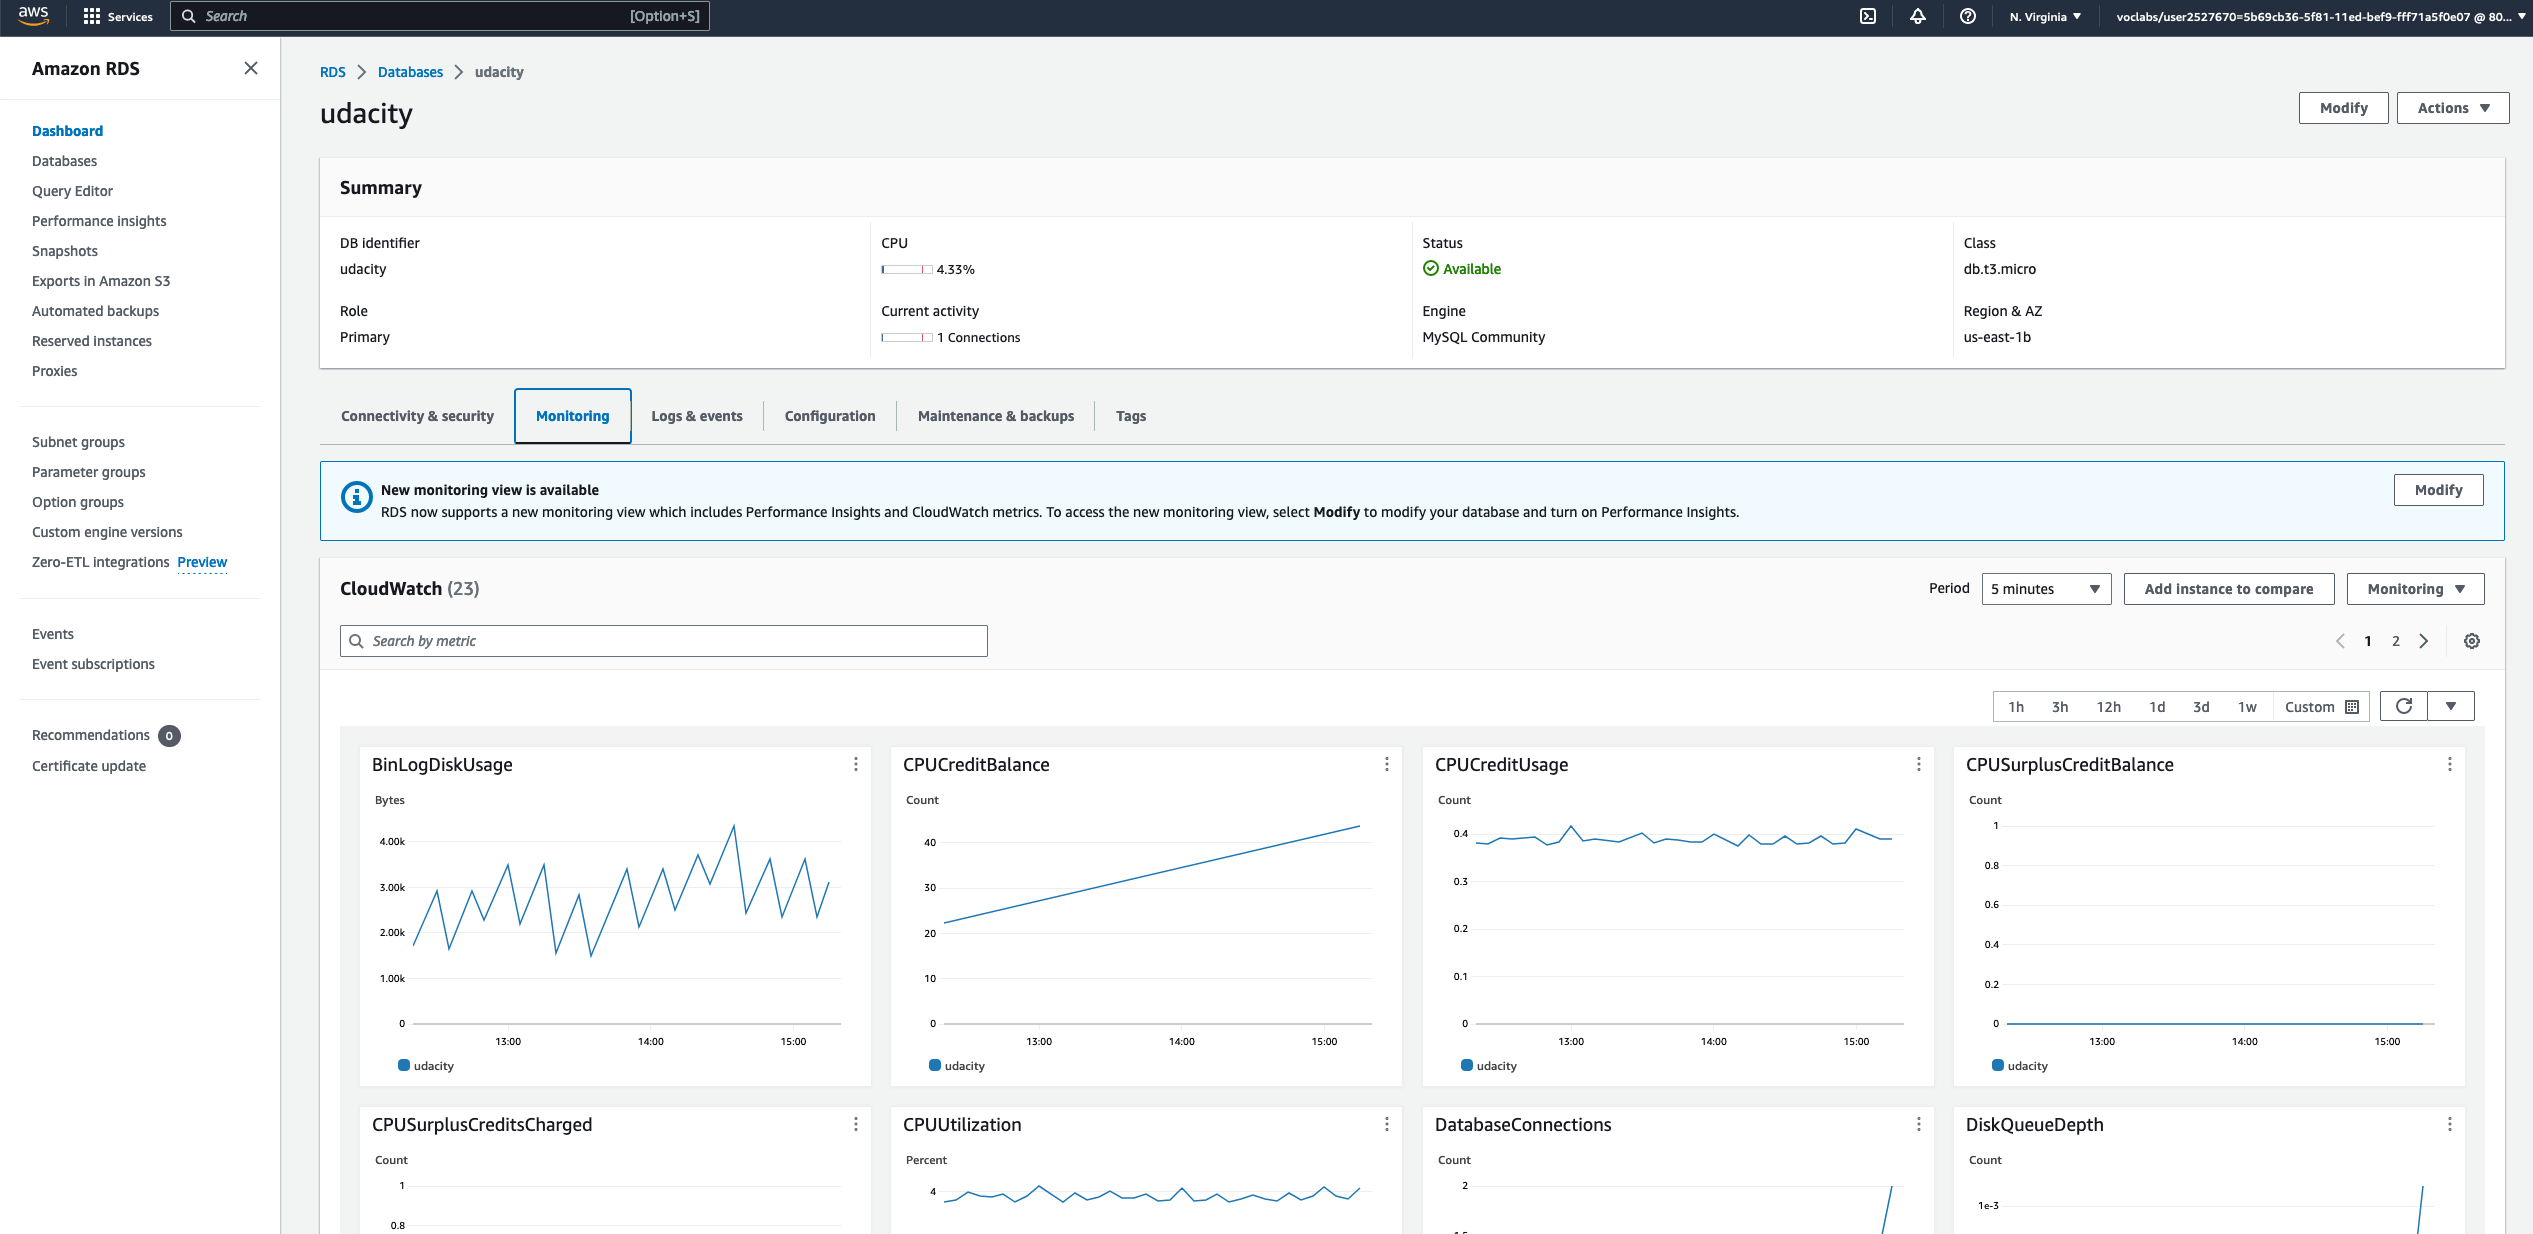 aws
Services
Search
[Option+S]
N. Virginia
voclabs/user2527670=5b69cb36-5f81-11ed-bef9-fff71a5f0e07 @ 80...
Amazon RDS
Dashboard
Databases
Query Editor
Performance insights
Snapshots
Exports in Amazon S3
Automated backups
Reserved instances
Proxies
Subnet groups
Parameter groups
Option groups
Custom engine versions
Zero-ETL integrations Preview
Events
Event subscriptions
Recommendations 0
Certificate update
RDS > Databases > udacity
udacity
Modify
Actions
Summary
DB identifier
udacity
CPU
4.33%
Status
Available
Class
db.t3.micro
Role
Primary
Current activity
1 Connections
Engine
MySQL Community
Region & AZ
us-east-1b
Connectivity & security
Monitoring
Logs & events
Configuration
Maintenance & backups
Tags
New monitoring view is available
RDS now supports a new monitoring view which includes Performance Insights and CloudWatch metrics. To access the new monitoring view, select Modify to modify your database and turn on Performance Insights.
Modify
CloudWatch (23)
Period
5 minutes
Add instance to compare
Monitoring
Search by metric
1
2
1h
3h
12h
1d
3d
1w
Custom
BinLogDiskUsage
Bytes
4.00k
3.00k
2.00k
1.00k
0
13:00
14:00
15:00
udacity
CPUCreditBalance
Count
40
30
20
10
0
13:00
14:00
15:00
udacity
CPUCreditUsage
Count
0.4
0.3
0.2
0.1
0
13:00
14:00
15:00
udacity
CPUSurplusCreditBalance
Count
1
0.8
0.6
0.4
0.2
0
13:00
14:00
15:00
udacity
CPUSurplusCreditsCharged
Count
1
0.8
CPUUtilization
Percent
4
DatabaseConnections
Count
2
DiskQueueDepth
Count
1e-3